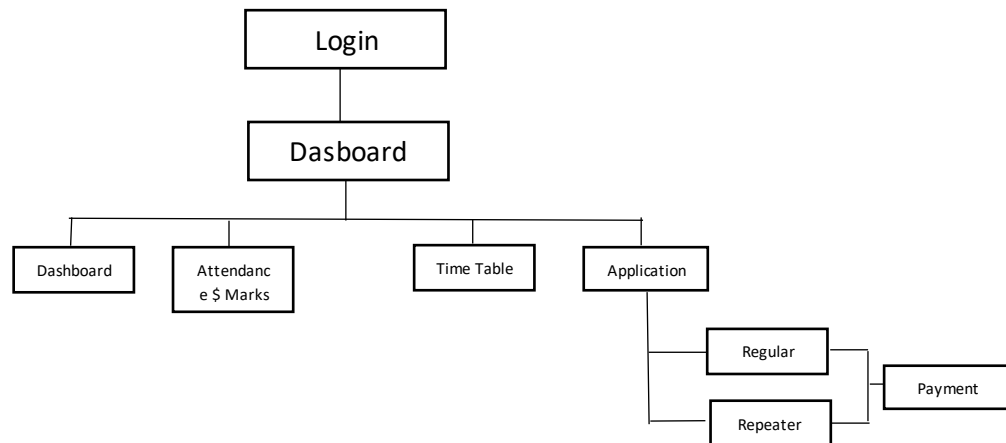 Login
Dasboard
Dashboard
Attendanc
e $ Marks
Time Table
Application
Regular
Payment
Repeater